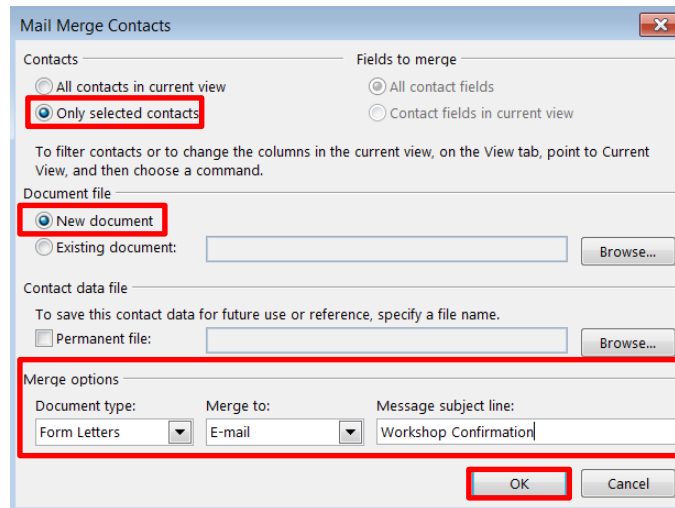 Mail Merge Contacts
Contacts Fields to merge
All contacts in current view All contact fields
Only selected contacts Contact fields in current view
To filter contacts or to change the columns in the current view, on the View tab, point to Current
View, and then choose a command.
Document file
New document
Existing document: Browse...
Contact data file
To save this contact data for future use or reference, specify a file name.
Permanent file: Browse...
Merge options
Document type: Merge to: Message subject line:
Form Letters E-mail Workshop Confirmation
OK Cancel